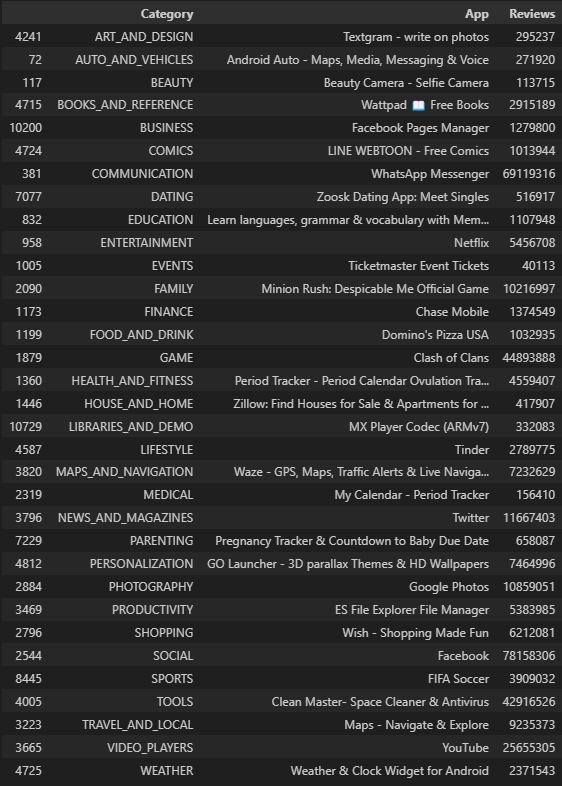 Category App Reviews
4241 ART_AND_DESIGN Textgram - write on photos 295237
72 AUTO_AND_VEHICLES Android Auto - Maps, Media, Messaging & Voice 271920
117 BEAUTY Beauty Camera - Selfie Camera 113715
4715 BOOKS_AND_REFERENCE Wattpad 📖 Free Books 2915189
10200 BUSINESS Facebook Pages Manager 1279800
4724 COMICS LINE WEBTOON - Free Comics 1013944
381 COMMUNICATION WhatsApp Messenger 69119316
7077 DATING Zoosk Dating App: Meet Singles 516917
832 EDUCATION Learn languages, grammar & vocabulary with Mem... 1107948
958 ENTERTAINMENT Netflix 5456708
1005 EVENTS Ticketmaster Event Tickets 40113
2090 FAMILY Minion Rush: Despicable Me Official Game 10216997
1173 FINANCE Chase Mobile 1374549
1199 FOOD_AND_DRINK Domino's Pizza USA 1032935
1879 GAME Clash of Clans 44893888
1360 HEALTH_AND_FITNESS Period Tracker - Period Calendar Ovulation Tra... 4559407
1446 HOUSE_AND_HOME Zillow: Find Houses for Sale & Apartments for ... 417907
10729 LIBRARIES_AND_DEMO MX Player Codec (ARMv7) 332083
4587 LIFESTYLE Tinder 2789775
3820 MAPS_AND_NAVIGATION Waze - GPS, Maps, Traffic Alerts & Live Naviga... 7232629
2319 MEDICAL My Calendar - Period Tracker 156410
3796 NEWS_AND_MAGAZINES Twitter 11667403
7229 PARENTING Pregnancy Tracker & Countdown to Baby Due Date 658087
4812 PERSONALIZATION GO Launcher - 3D parallax Themes & HD Wallpapers 7464996
2884 PHOTOGRAPHY Google Photos 10859051
3469 PRODUCTIVITY ES File Explorer File Manager 5383985
2796 SHOPPING Wish - Shopping Made Fun 6212081
2544 SOCIAL Facebook 78158306
8445 SPORTS FIFA Soccer 3909032
4005 TOOLS Clean Master- Space Cleaner & Antivirus 42916526
3223 TRAVEL_AND_LOCAL Maps - Navigate & Explore 9235373
3665 VIDEO_PLAYERS YouTube 25655305
4725 WEATHER Weather & Clock Widget for Android 2371543